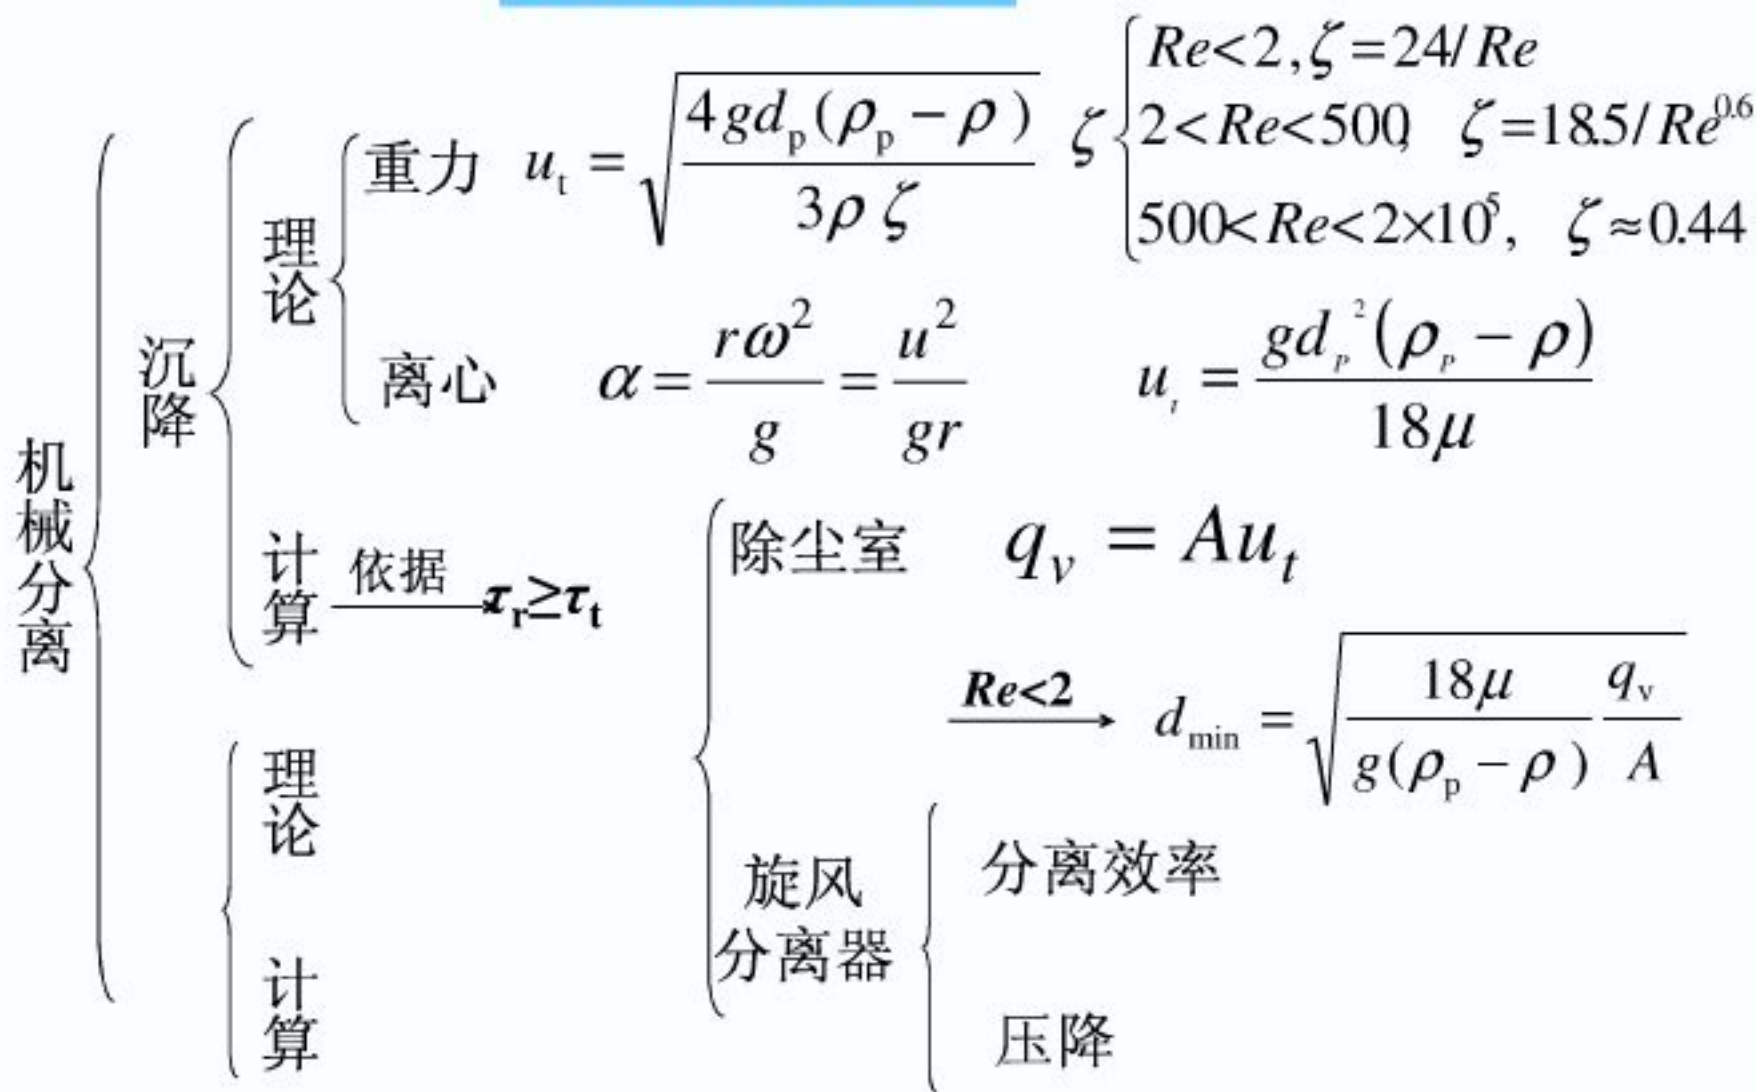 机械分离
沉降
理论
重力 u_t = √(4gd_p(ρ_p − ρ) / 3ρζ)
ζ { Re<2, ζ=24/Re
2<Re<500, ζ=18.5/Re^0.6
500<Re<2×10^5, ζ≈0.44
离心 α = rω²/g = u²/gr
u_t = gd_p²(ρ_p − ρ) / 18μ
计算 依据 τ_r≥τ_t
除尘室 q_v = Au_t
Re<2 → d_min = √(18μ / g(ρ_p − ρ) · q_v / A)
旋风
分离器
分离效率
压降
理论
计算